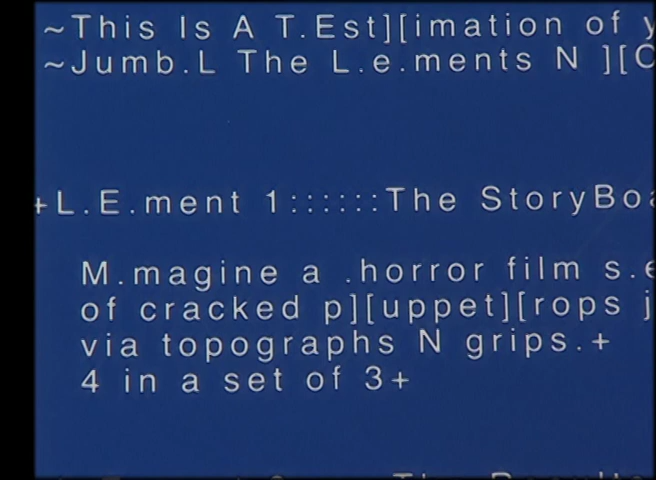 ~This Is A T.Est][imation of y
~Jumb.L The L.e.ments N ][C
+L.E.ment 1::::::The StoryBoa
M.magine a .horror film s.e
of cracked p][uppet][rops j
via topographs N grips.+
4 in a set of 3+